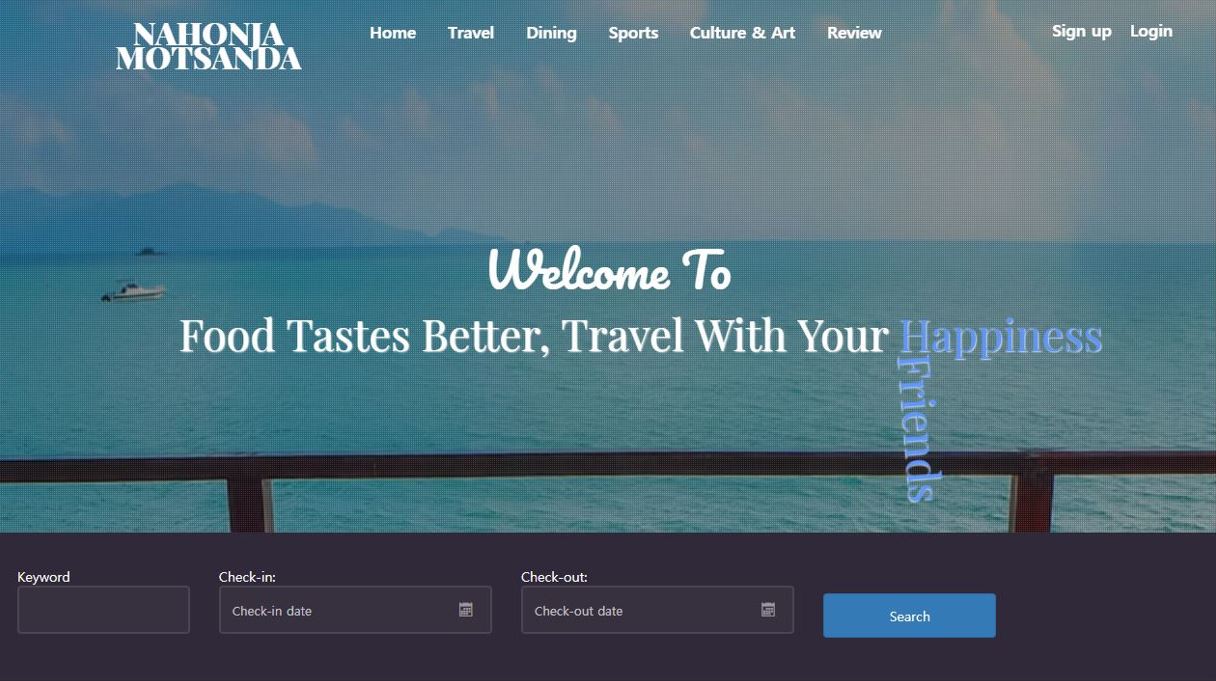 NAHONJA
MOTSANDA
Home Travel Dining Sports Culture & Art Review
Sign up Login
Welcome To
Food Tastes Better, Travel With Your Happiness
Friends
Keyword
Check-in:
Check-in date
Check-out:
Check-out date
Search